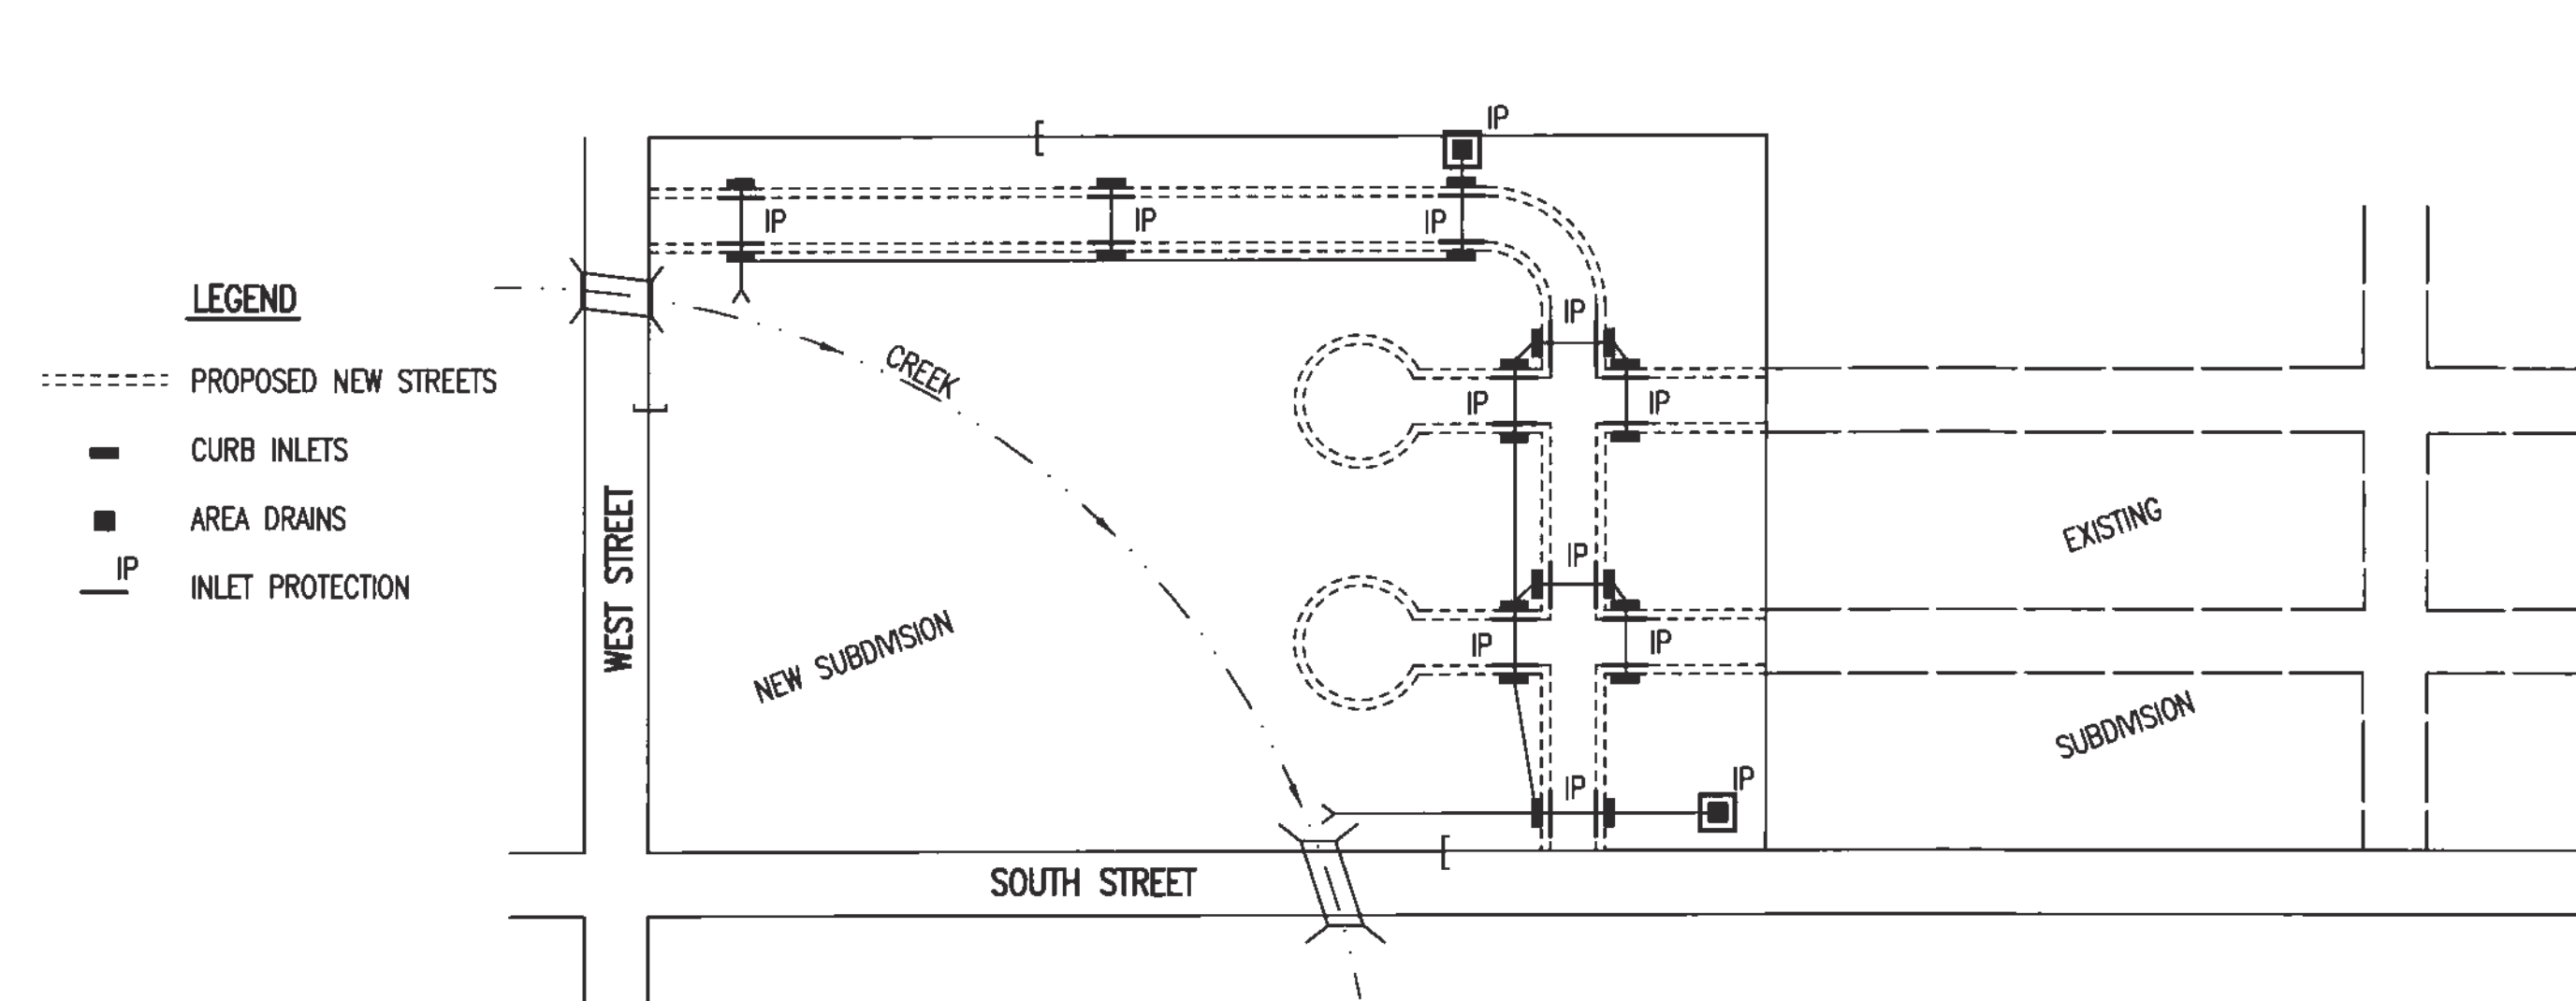 IP
IP
IP
IP
LEGEND
PROPOSED NEW STREETS
CURB INLETS
AREA DRAINS
IP
INLET PROTECTION
WEST STREET
CREEK
NEW SUBDIVISION
IP
IP
IP
IP
IP
IP
IP
IP
SOUTH STREET
EXISTING
SUBDIVISION